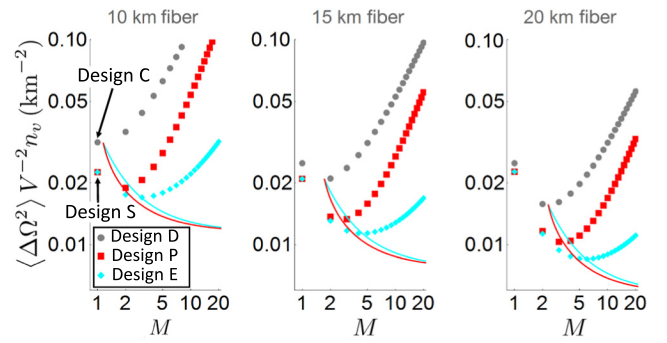 10 km fiber 15 km fiber 20 km fiber
⟨ΔΩ²⟩ V⁻² nᵥ (km⁻²)
0.10 0.10 0.10
Design C
0.05 0.05 0.05
0.02 0.02 0.02
Design S
0.01 0.01 0.01
Design D
Design P
Design E
1 2 5 10 20 1 2 5 10 20 1 2 5 10 20
M M M